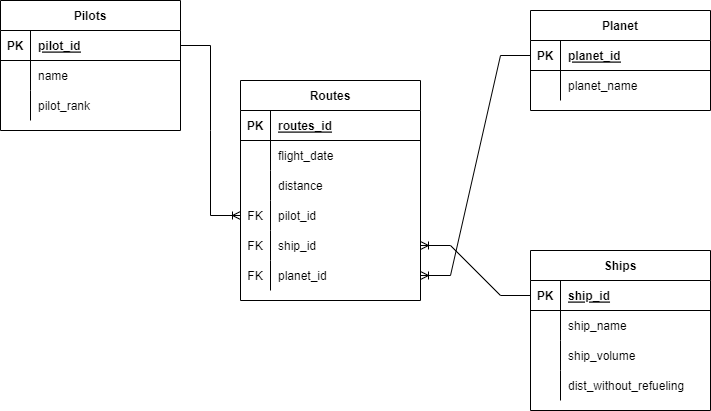 Pilots
PK pilot_id
name
pilot_rank
Routes
PK routes_id
flight_date
distance
FK pilot_id
FK ship_id
FK planet_id
Planet
PK planet_id
planet_name
Ships
PK ship_id
ship_name
ship_volume
dist_without_refueling